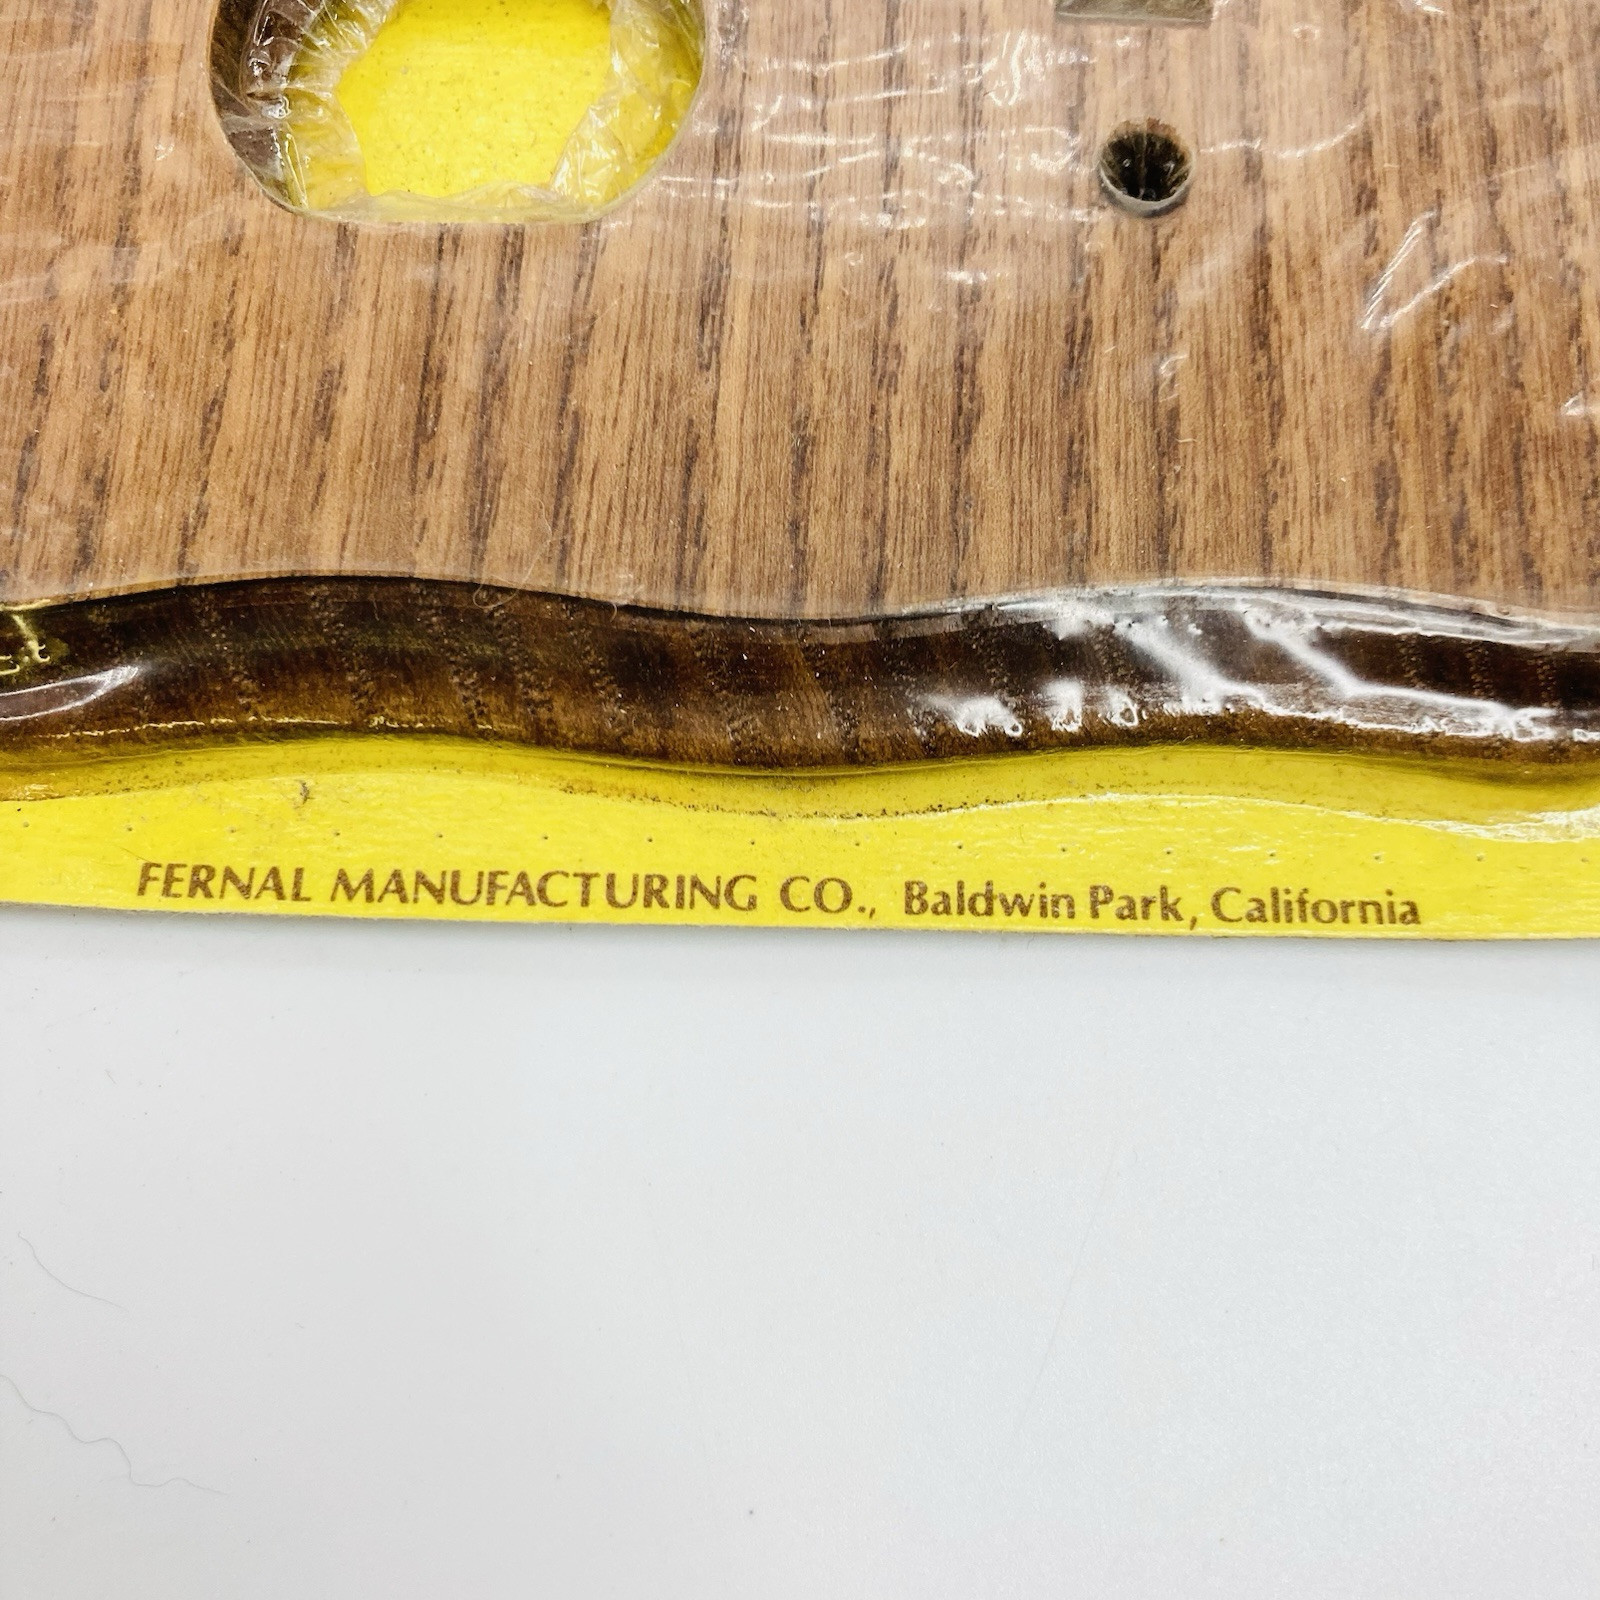 FERNAL MANUFACTURING CO., Baldwin Park, California